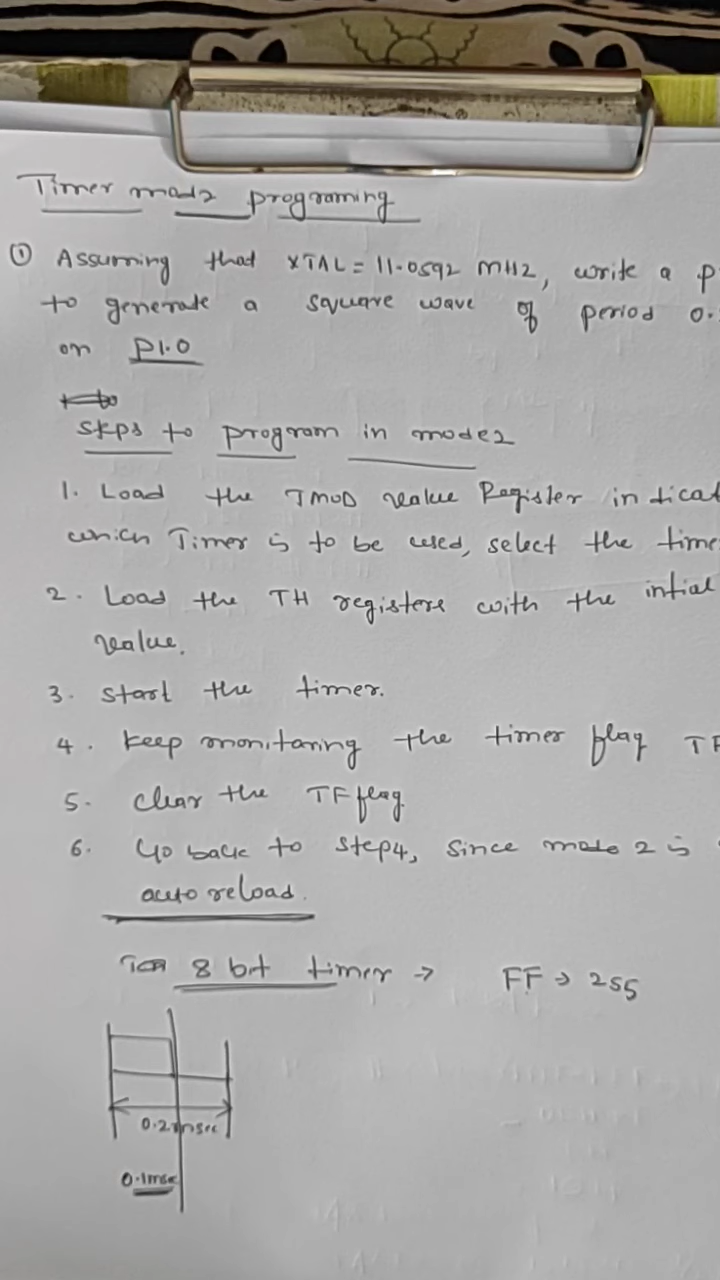 Timer mode2 programing
① Assuming that XTAL = 11.0592 MHZ, write a p
to generate a square wave of period 0.
on P1.0
Steps to program in mode2
1. Load the TMOD value Register indicat
which Timer is to be used, select the time
2. Load the TH registers with the intial
value.
3. start the timer.
4. keep monitaring the timer flag TF
5. clear the TF flag
6. Go back to step4, since mode 2 is
auto reload.
8 bit timer → FF → 255
0.2msec
0.1msec